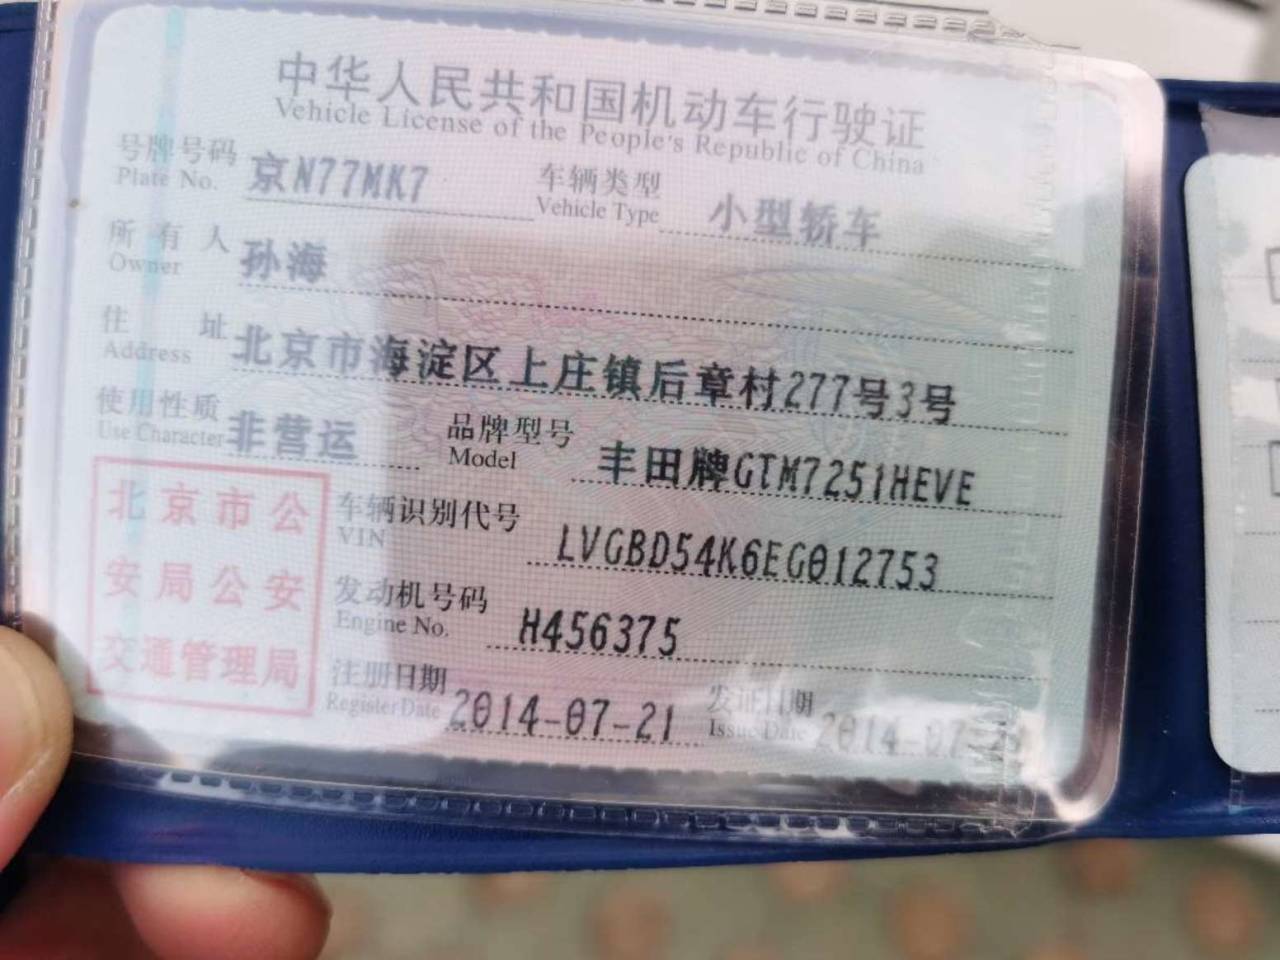 中华人民共和国机动车行驶证
Vehicle License of the People's Republic of China
号牌号码 京N77MK7 车辆类型 小型轿车
Plate No. Vehicle Type
所有人 孙海
Owner
住址 北京市海淀区上庄镇后章村277号3号
Address
使用性质 非营运 品牌型号 丰田牌GTM7251HEVE
Use Character Model
北京市公
安局公安
交通管理局
车辆识别代号 LVGBD54K6EG012753
VIN
发动机号码 H456375
Engine No.
注册日期 2014-07-21 发证日期 2014-07-
Register Date Issue Date